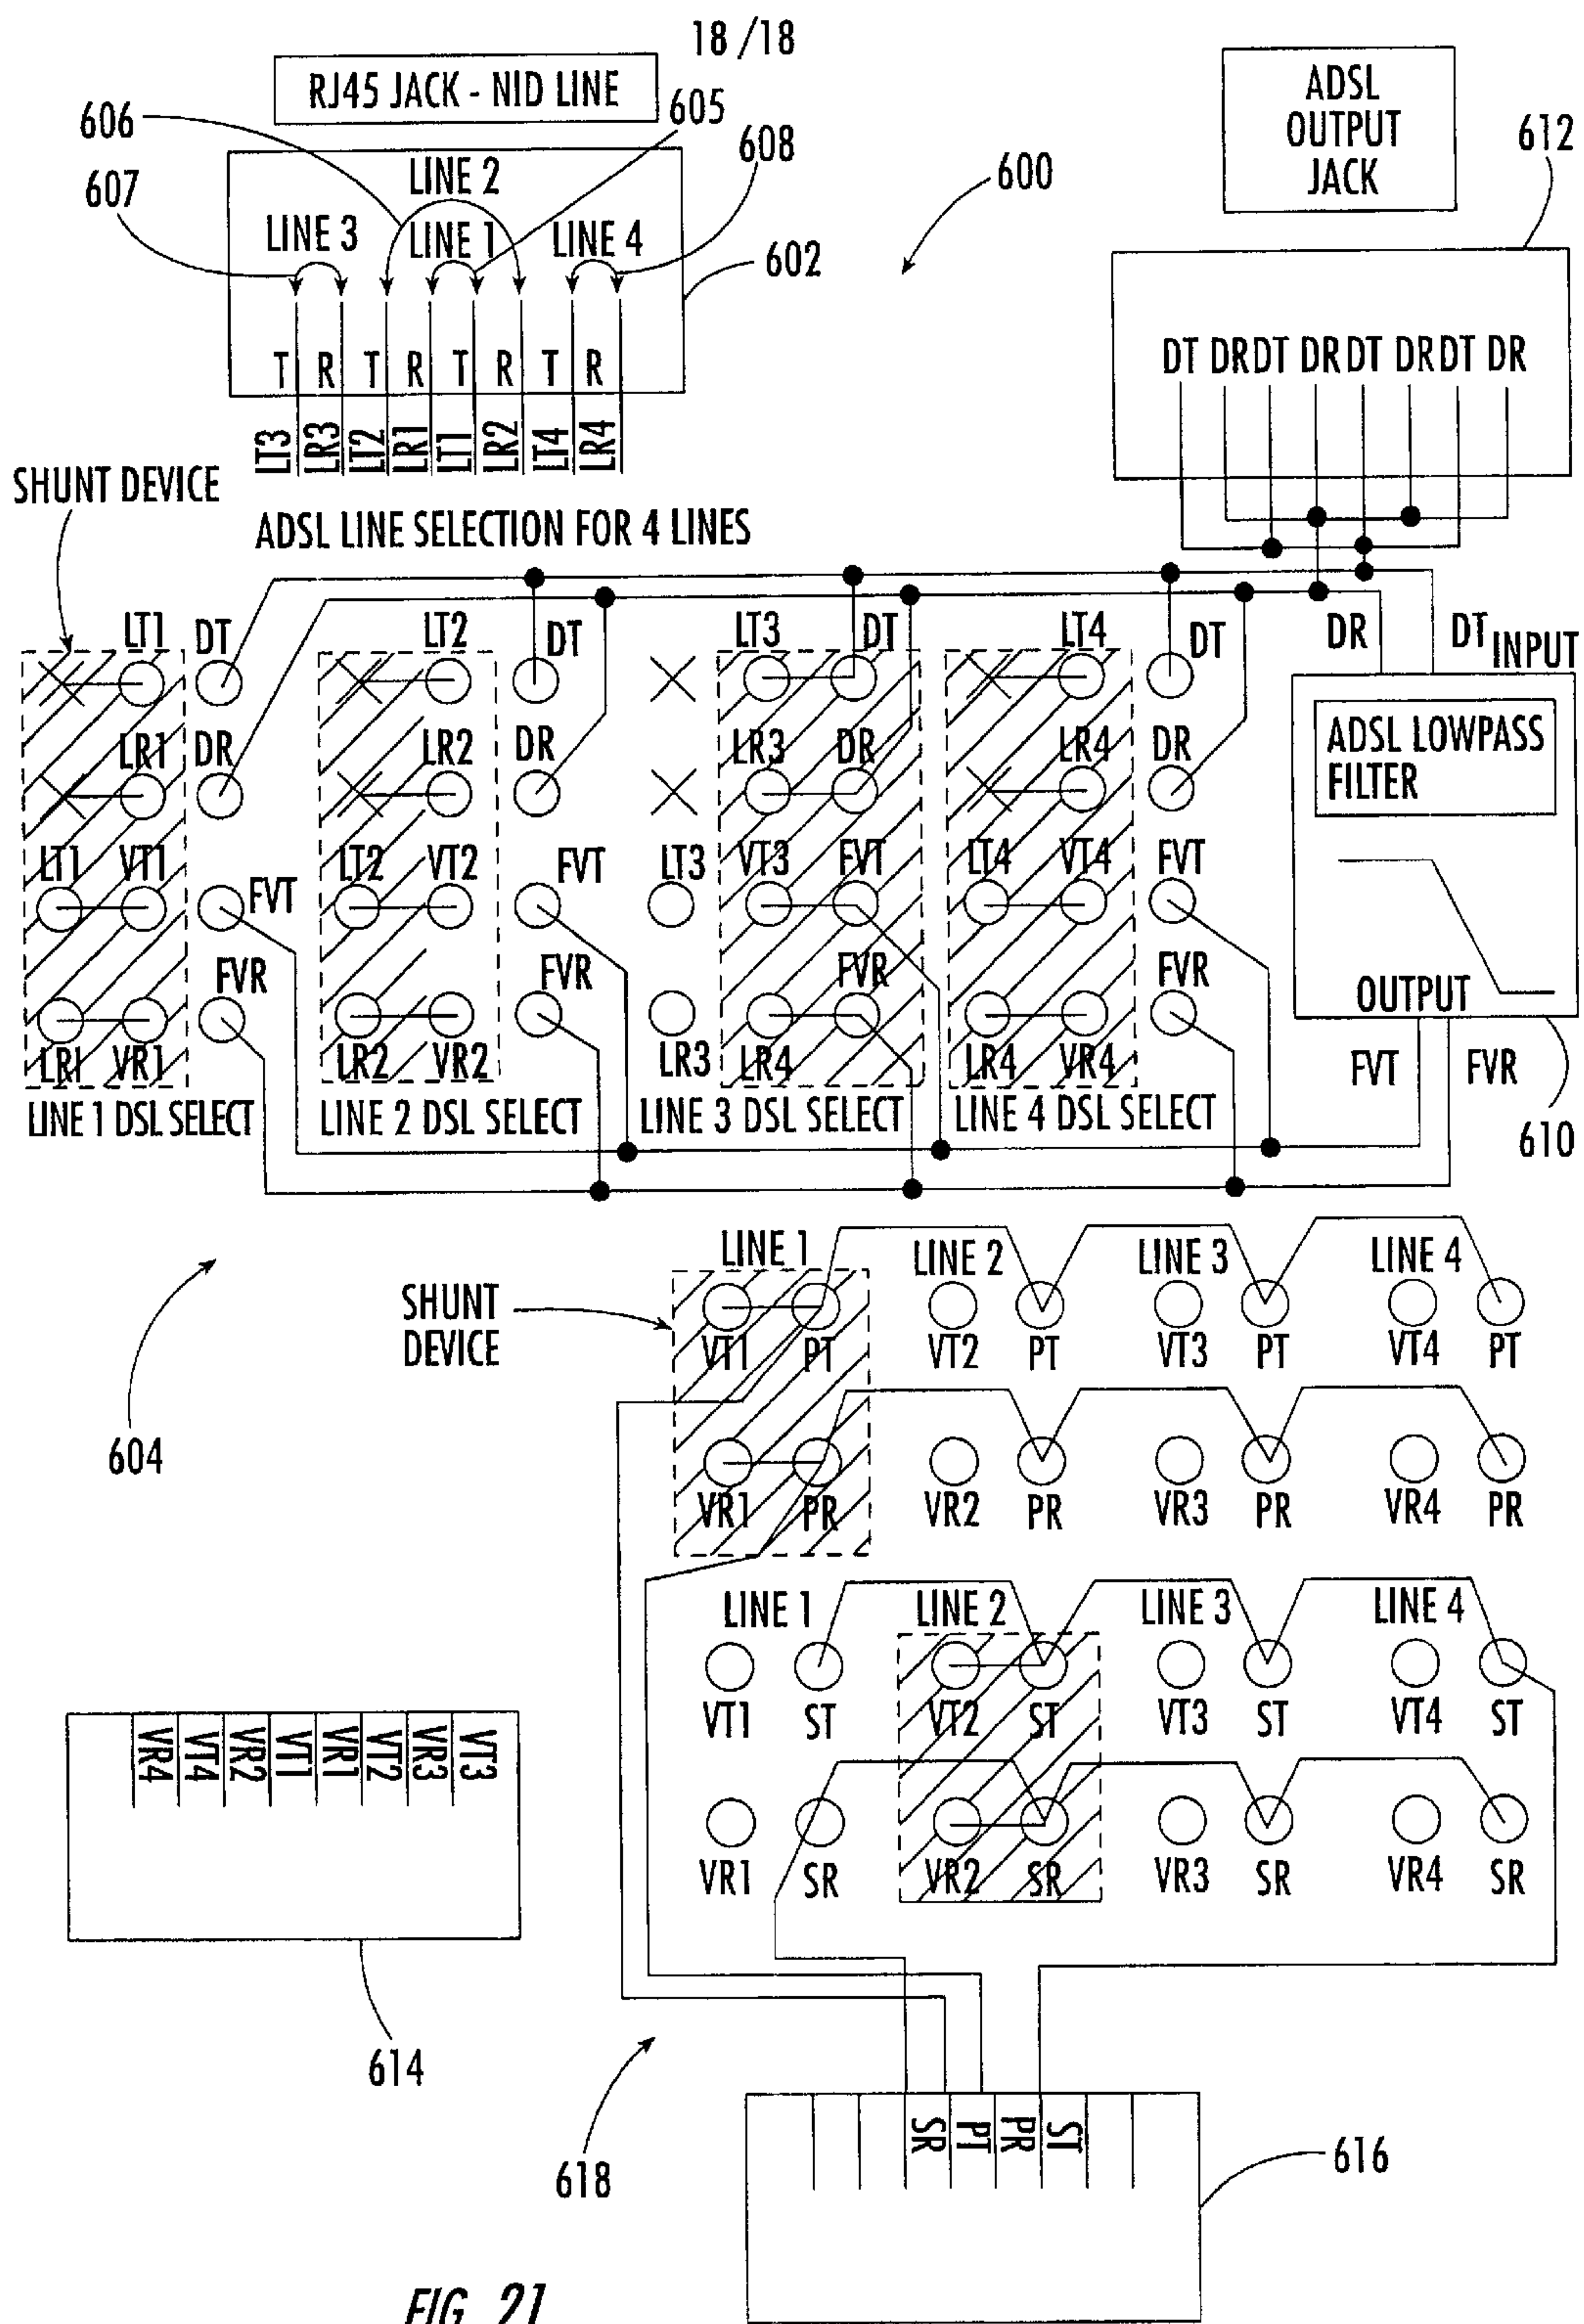 18/18
RJ45 JACK - NID LINE
ADSL
OUTPUT
JACK
606
605
608
612
607
600
LINE 2
LINE 3
LINE 1
LINE 4
602
T R T R T R T R
LT3 LR3 LT2 LR1 LT1 LR2 LT4 LR4
DT DR DT DR DT DR DT DR
SHUNT DEVICE
ADSL LINE SELECTION FOR 4 LINES
LT1 DT LT2 DT LT3 DT LT4 DT DR DT INPUT
LR1 DR LR2 DR LR3 DR LR4 DR
ADSL LOWPASS
FILTER
LT1 VT1 FVT LT2 VT2 FVT LT3 VT3 FVT LT4 VT4 FVT
FVR FVR FVR FVR
OUTPUT
LR1 VR1 LR2 VR2 LR3 LR4 LR4 VR4 FVT FVR
LINE 1 DSL SELECT LINE 2 DSL SELECT LINE 3 DSL SELECT LINE 4 DSL SELECT
610
LINE 1 LINE 2 LINE 3 LINE 4
SHUNT
DEVICE
VT1 PT VT2 PT VT3 PT VT4 PT
604
VR1 PR VR2 PR VR3 PR VR4 PR
LINE 1 LINE 2 LINE 3 LINE 4
VT1 ST VT2 ST VT3 ST VT4 ST
VR4 VT4 VR2 VT1 VR1 VT2 VR3 VT3
VR1 SR VR2 SR VR3 SR VR4 SR
614
618
SR PT PR ST
616
FIG. 21